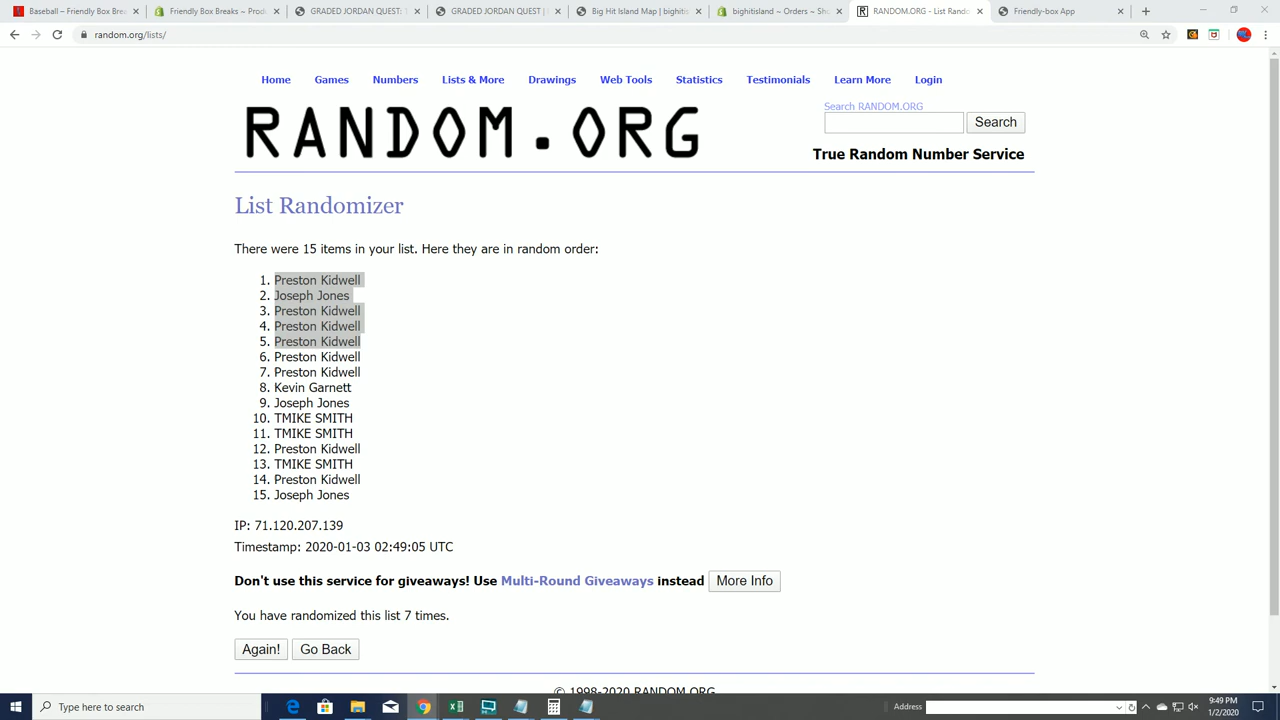 Baseball – Friendly Box Brea
Friendly Box Breaks ~ Produ
GRADED JORDAN QUEST: 1
GRADED JORDAN QUEST |
Big Hit Island Map | bighitis
bighitisland ~ Orders ~ Sho
RANDOM.ORG - List Rando
Friendly-box App
random.org/lists/
Home Games Numbers Lists & More Drawings Web Tools Statistics Testimonials Learn More Login
RANDOM.ORG
Search RANDOM.ORG
Search
True Random Number Service
List Randomizer
There were 15 items in your list. Here they are in random order:
1. Preston Kidwell
2. Joseph Jones
3. Preston Kidwell
4. Preston Kidwell
5. Preston Kidwell
6. Preston Kidwell
7. Preston Kidwell
8. Kevin Garnett
9. Joseph Jones
10. TMIKE SMITH
11. TMIKE SMITH
12. Preston Kidwell
13. TMIKE SMITH
14. Preston Kidwell
15. Joseph Jones
IP: 71.120.207.139
Timestamp: 2020-01-03 02:49:05 UTC
Don't use this service for giveaways! Use Multi-Round Giveaways instead More Info
You have randomized this list 7 times.
Again! Go Back
© 1998-2020 RANDOM.ORG
Type here to search
Address
9:49 PM
1/2/2020